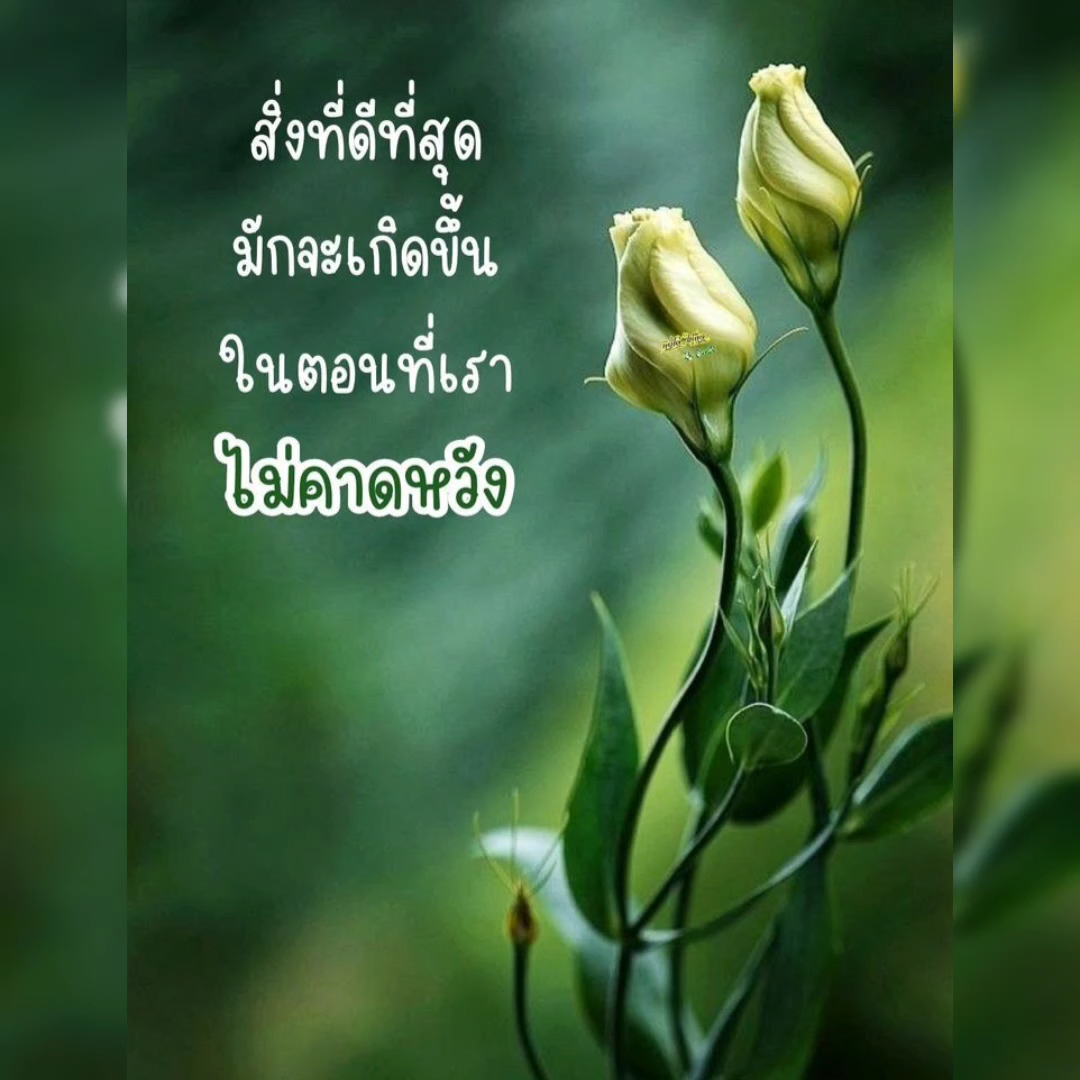 สิ่งที่ดีที่สุด
มักจะเกิดขึ้น
ในตอนที่เรา
ไม่คาดหวัง